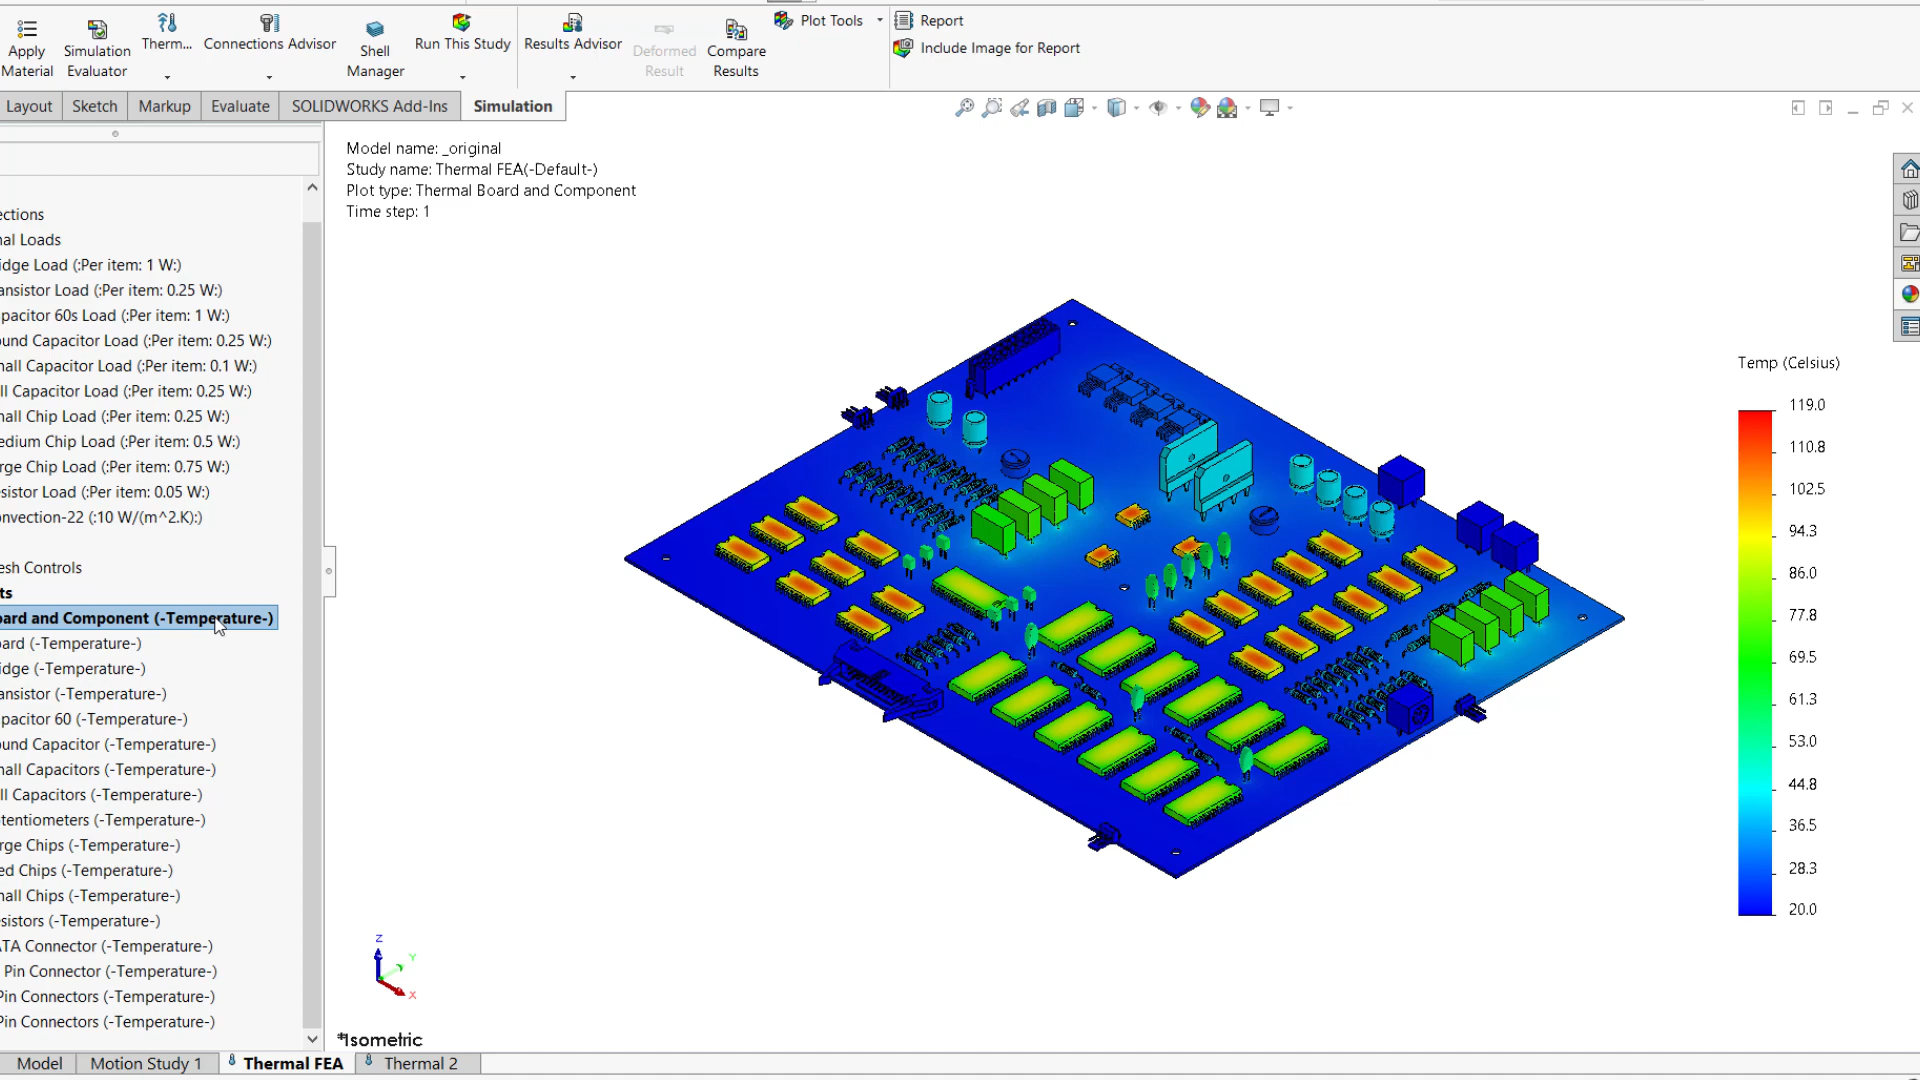 Apply Material
Simulation Evaluator
Therm...
Connections Advisor
Shell Manager
Run This Study
Results Advisor
Deformed Result
Compare Results
Plot Tools
Report
Include Image for Report
Layout
Sketch
Markup
Evaluate
SOLIDWORKS Add-Ins
Simulation
Model name: _original
Study name: Thermal FEA(-Default-)
Plot type: Thermal Board and Component
Time step: 1
ections
nal Loads
idge Load (:Per item: 1 W:)
ansistor Load (:Per item: 0.25 W:)
pacitor 60s Load (:Per item: 1 W:)
ound Capacitor Load (:Per item: 0.25 W:)
nall Capacitor Load (:Per item: 0.1 W:)
ll Capacitor Load (:Per item: 0.25 W:)
nall Chip Load (:Per item: 0.25 W:)
edium Chip Load (:Per item: 0.5 W:)
rge Chip Load (:Per item: 0.75 W:)
esistor Load (:Per item: 0.05 W:)
onvection-22 (:10 W/(m^2.K):)
esh Controls
ts
oard and Component (-Temperature-)
ard (-Temperature-)
idge (-Temperature-)
ansistor (-Temperature-)
pacitor 60 (-Temperature-)
und Capacitor (-Temperature-)
nall Capacitors (-Temperature-)
ll Capacitors (-Temperature-)
tentiometers (-Temperature-)
rge Chips (-Temperature-)
ed Chips (-Temperature-)
nall Chips (-Temperature-)
sistors (-Temperature-)
ATA Connector (-Temperature-)
Pin Connector (-Temperature-)
Pin Connectors (-Temperature-)
Pin Connectors (-Temperature-)
Temp (Celsius)
119.0
110.8
102.5
94.3
86.0
77.8
69.5
61.3
53.0
44.8
36.5
28.3
20.0
Z
Y
X
*Isometric
Model
Motion Study 1
Thermal FEA
Thermal 2